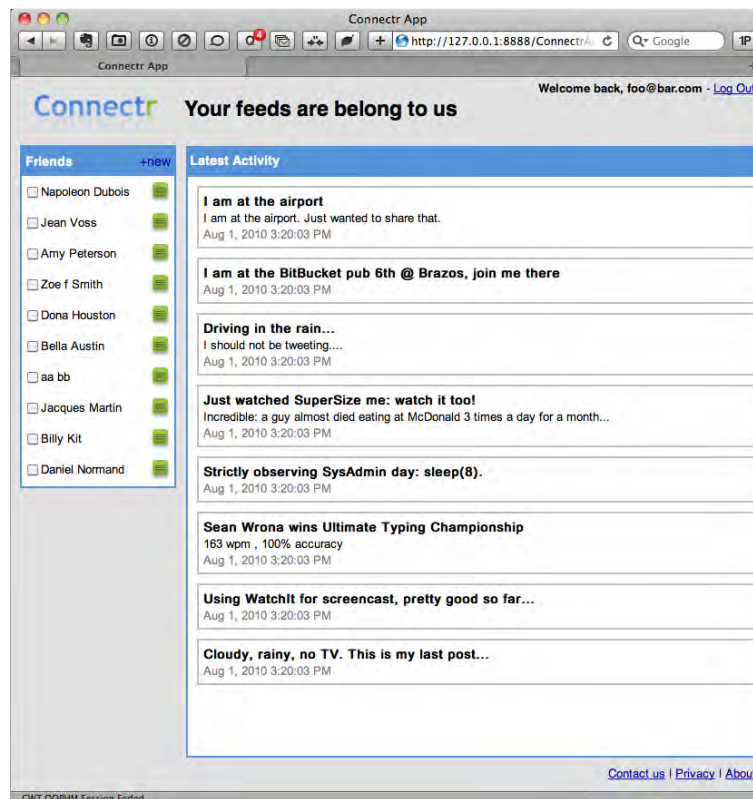 Connectr App
4
http://127.0.0.1:8888/ConnectrA
Google
1P
Connectr App
Welcome back, foo@bar.com - Log Out
Connectr
Your feeds are belong to us
Friends +new
Napoleon Dubois
Jean Voss
Amy Peterson
Zoe f Smith
Dona Houston
Bella Austin
aa bb
Jacques Martin
Billy Kit
Daniel Normand
Latest Activity
I am at the airport
I am at the airport. Just wanted to share that.
Aug 1, 2010 3:20:03 PM
I am at the BitBucket pub 6th @ Brazos, join me there
Aug 1, 2010 3:20:03 PM
Driving in the rain...
I should not be tweeting....
Aug 1, 2010 3:20:03 PM
Just watched SuperSize me: watch it too!
Incredible: a guy almost died eating at McDonald 3 times a day for a month...
Aug 1, 2010 3:20:03 PM
Strictly observing SysAdmin day: sleep(8).
Aug 1, 2010 3:20:03 PM
Sean Wrona wins Ultimate Typing Championship
163 wpm , 100% accuracy
Aug 1, 2010 3:20:03 PM
Using WatchIt for screencast, pretty good so far...
Aug 1, 2010 3:20:03 PM
Cloudy, rainy, no TV. This is my last post...
Aug 1, 2010 3:20:03 PM
Contact us | Privacy | About
GWT OOPHM Session Ended